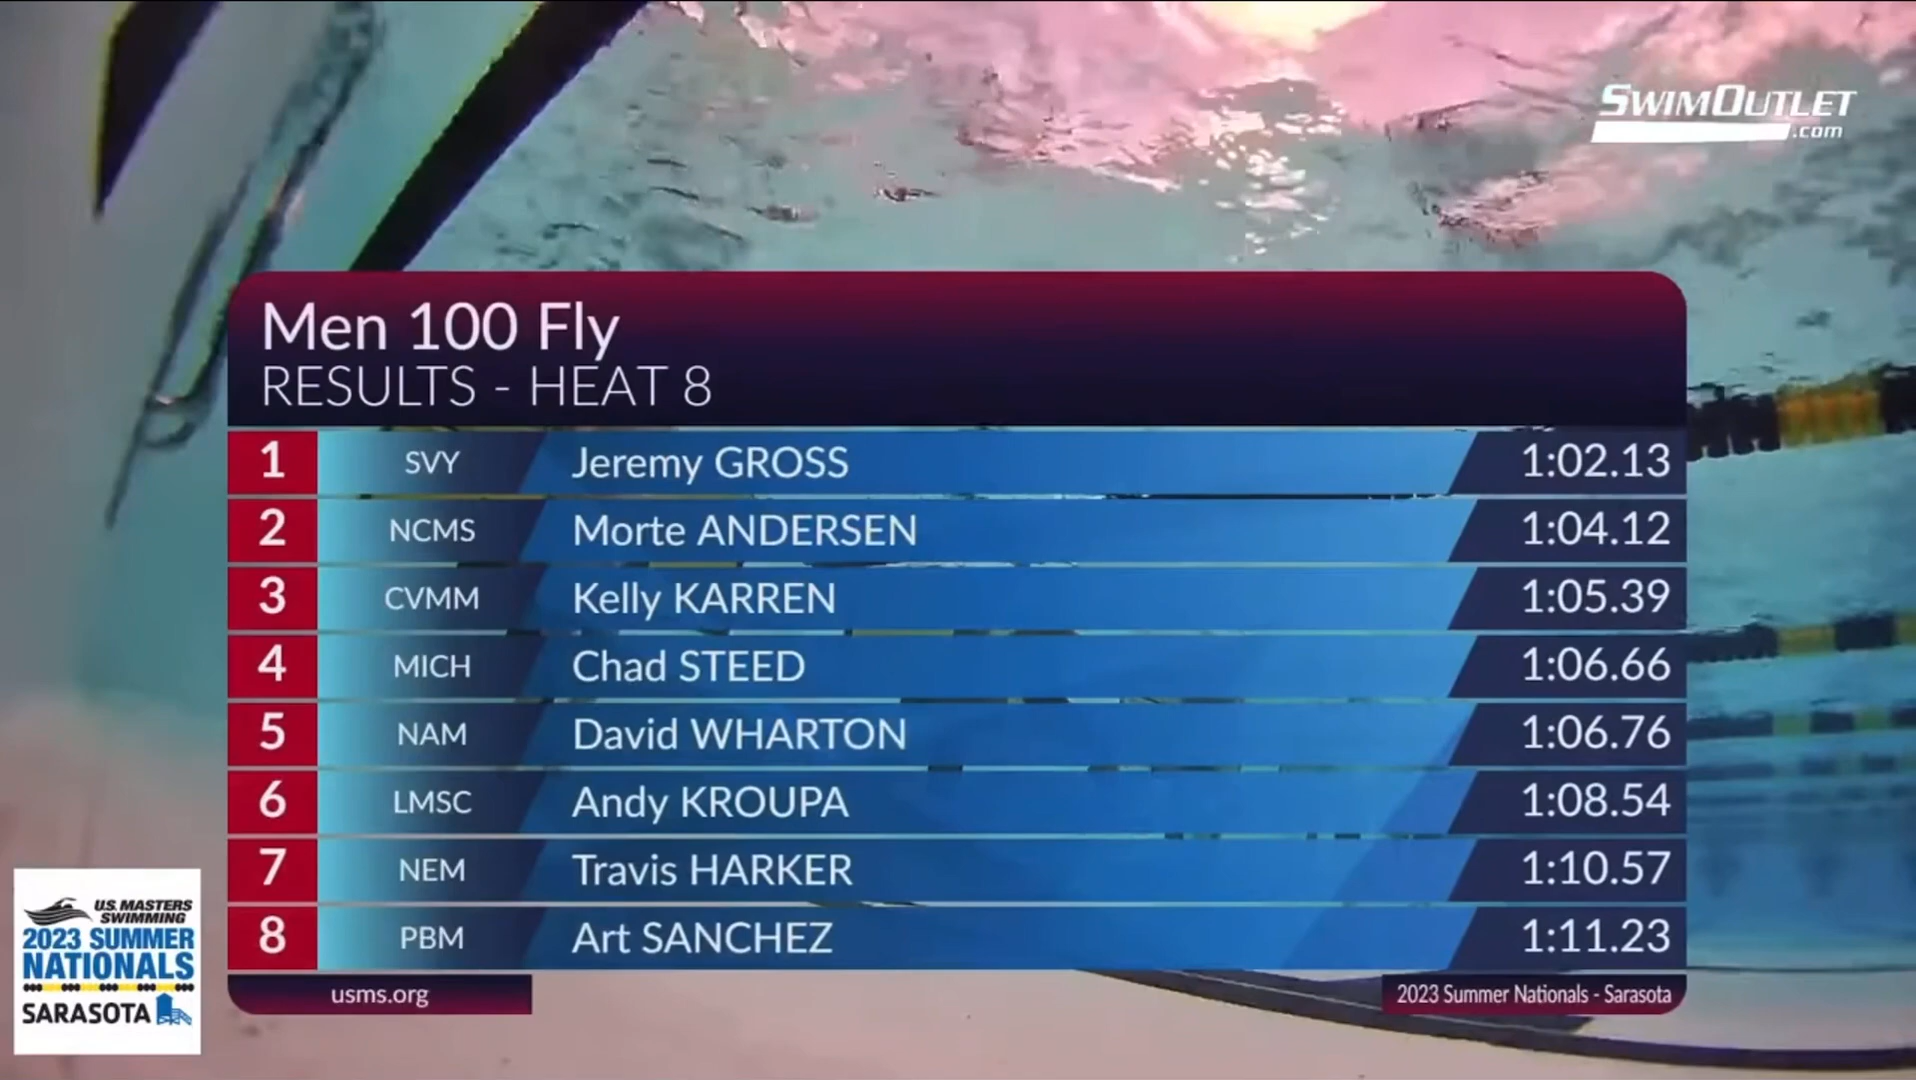 SWIMOUTLET
.com
Men 100 Fly
RESULTS - HEAT 8
1 SVY Jeremy GROSS 1:02.13
2 NCMS Morte ANDERSEN 1:04.12
3 CVMM Kelly KARREN 1:05.39
4 MICH Chad STEED 1:06.66
5 NAM David WHARTON 1:06.76
6 LMSC Andy KROUPA 1:08.54
7 NEM Travis HARKER 1:10.57
8 PBM Art SANCHEZ 1:11.23
usms.org
2023 Summer Nationals - Sarasota
U.S. MASTERS
SWIMMING
2023 SUMMER
NATIONALS
SARASOTA